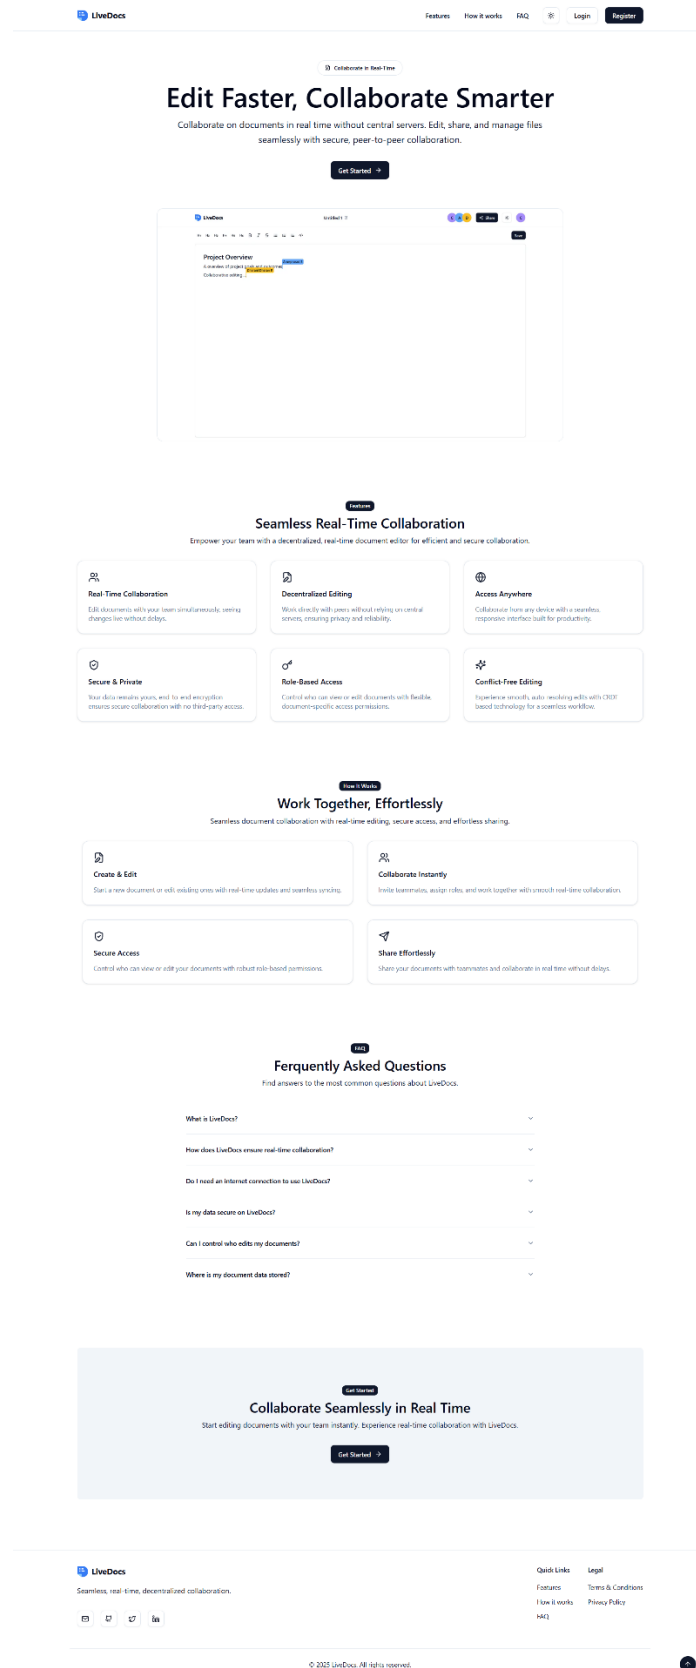 LiveDocs
Features
How it works
FAQ
Login
Register
Collaborate in Real-Time
Edit Faster, Collaborate Smarter
Collaborate on documents in real time without central servers. Edit, share, and manage files
seamlessly with secure, peer-to-peer collaboration.
Get Started
LiveDocs
Share
Save
Project Overview
Collaborative editing
Features
Seamless Real-Time Collaboration
Empower your team with a decentralized, real-time document editor for efficient and secure collaboration.
Real-Time Collaboration
Edit documents with your team simultaneously, seeing
changes live without delays.
Decentralized Editing
Work directly with peers without relying on central
servers, ensuring privacy and reliability.
Access Anywhere
Collaborate from any device with a seamless,
responsive interface built for productivity.
Secure & Private
Your data remains yours, end-to-end encryption
ensures secure collaboration with no third-party access.
Role-Based Access
Control who can view or edit documents with flexible,
document-specific access permissions.
Conflict-Free Editing
Experience smooth, auto-resolving edits with CRDT
based technology for a seamless workflow.
How It Works
Work Together, Effortlessly
Seamless document collaboration with real-time editing, secure access, and effortless sharing.
Create & Edit
Start a new document or edit existing ones with real-time updates and seamless syncing.
Collaborate Instantly
Invite teammates, assign roles, and work together with smooth real-time collaboration.
Secure Access
Control who can view or edit your documents with robust role-based permissions.
Share Effortlessly
Share your documents with teammates and collaborate in real time without delays.
FAQ
Ferquently Asked Questions
Find answers to the most common questions about LiveDocs.
What is LiveDocs?
How does LiveDocs ensure real-time collaboration?
Do I need an internet connection to use LiveDocs?
Is my data secure on LiveDocs?
Can I control who edits my documents?
Where is my document data stored?
Get Started
Collaborate Seamlessly in Real Time
Start editing documents with your team instantly. Experience real-time collaboration with LiveDocs.
Get Started
LiveDocs
Seamless, real-time, decentralized collaboration.
Quick Links
Features
How it works
FAQ
Legal
Terms & Conditions
Privacy Policy
© 2025 LiveDocs. All rights reserved.